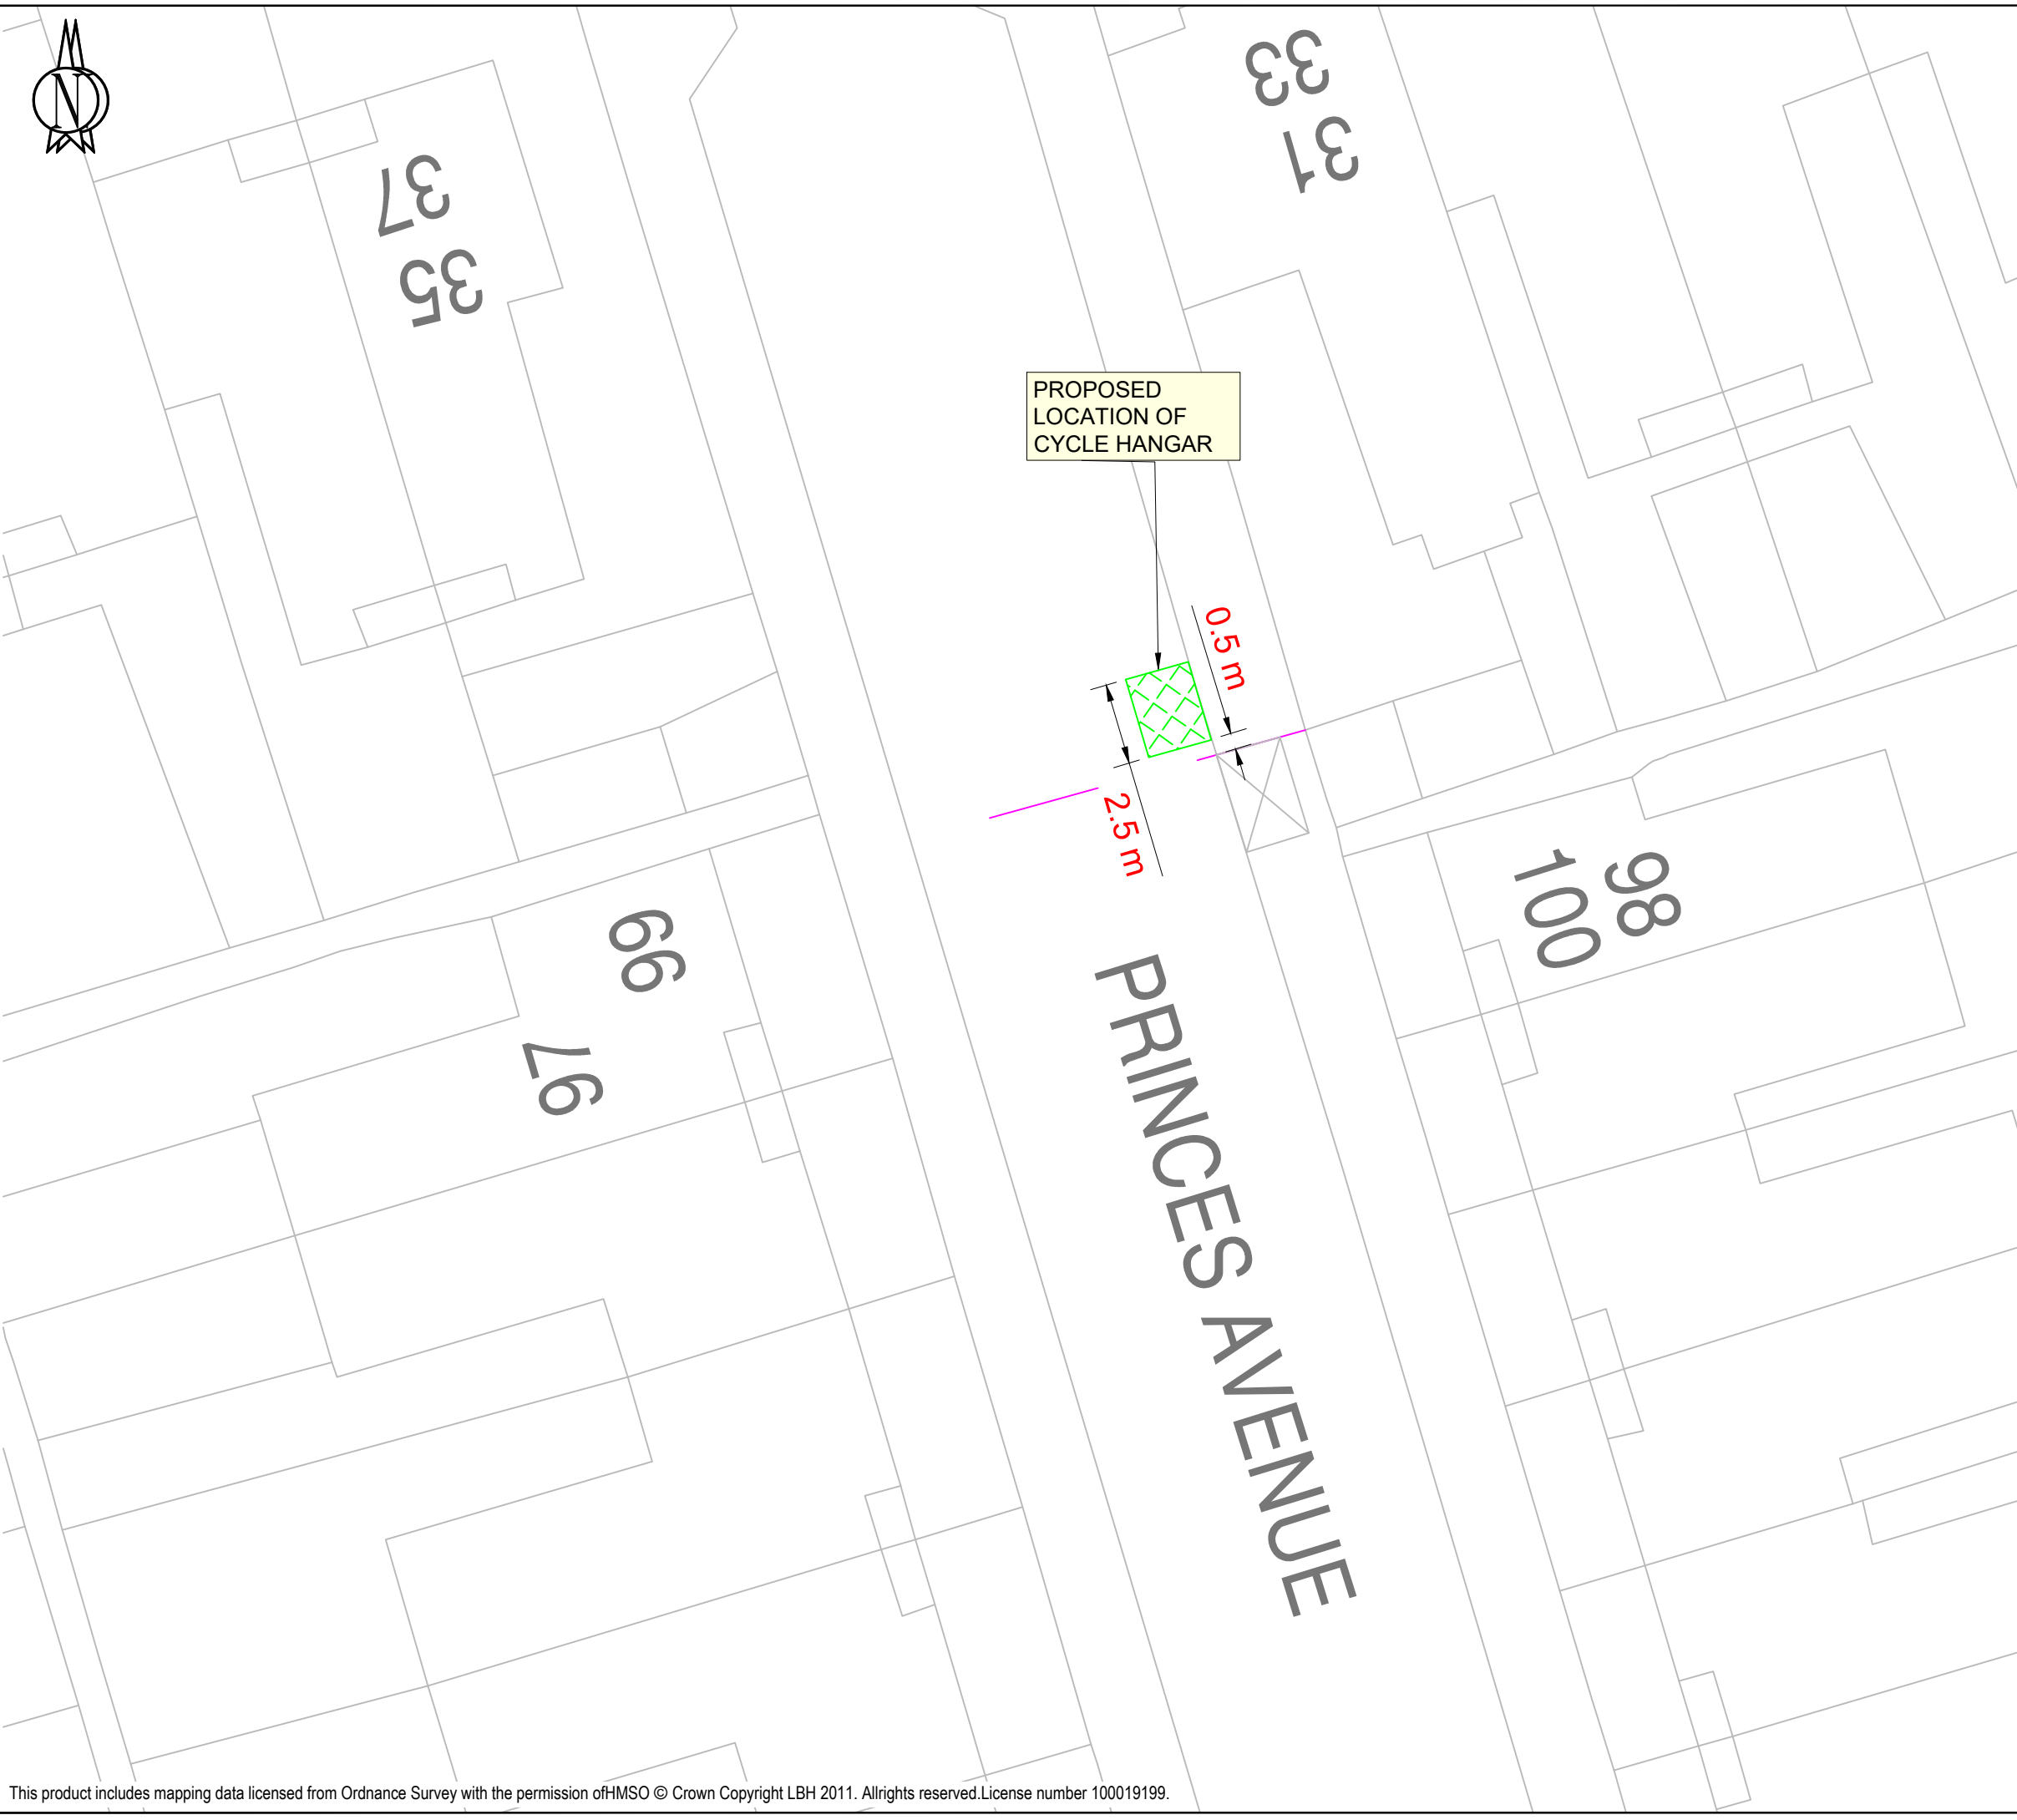 N
33
31
37
35
PROPOSED
LOCATION OF
CYCLE HANGAR
0.5 m
2.5 m
99
97
98
100
PRINCES AVENUE
This product includes mapping data licensed from Ordnance Survey with the permission ofHMSO © Crown Copyright LBH 2011. Allrights reserved.License number 100019199.